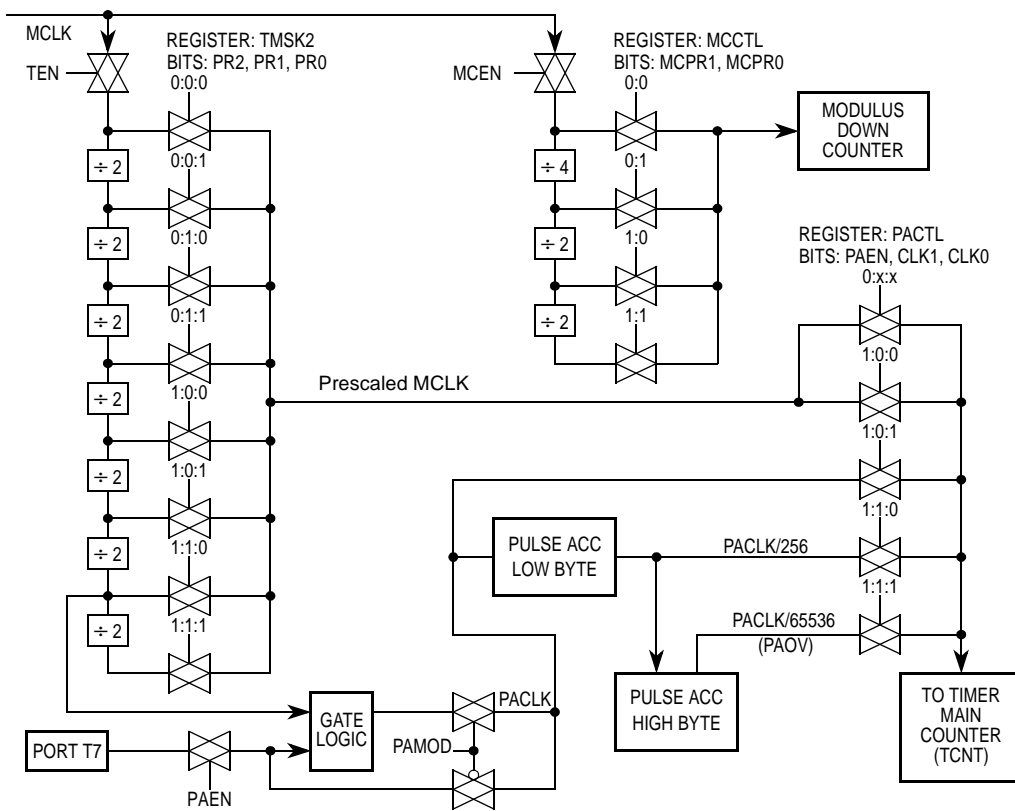 MCLK
REGISTER: TMSK2
BITS: PR2, PR1, PR0
TEN
0:0:0
÷ 2
0:0:1
÷ 2
0:1:0
÷ 2
0:1:1
÷ 2
1:0:0
÷ 2
1:0:1
÷ 2
1:1:0
÷ 2
1:1:1
REGISTER: MCCTL
BITS: MCPR1, MCPR0
MCEN
0:0
÷ 4
0:1
÷ 2
1:0
÷ 2
1:1
MODULUS
DOWN
COUNTER
REGISTER: PACTL
BITS: PAEN, CLK1, CLK0
0:x:x
Prescaled MCLK
1:0:0
1:0:1
1:1:0
1:1:1
PULSE ACC
LOW BYTE
PACLK/256
PACLK/65536
(PAOV)
PULSE ACC
HIGH BYTE
TO TIMER
MAIN
COUNTER
(TCNT)
GATE
LOGIC
PACLK
PAMOD
PORT T7
PAEN